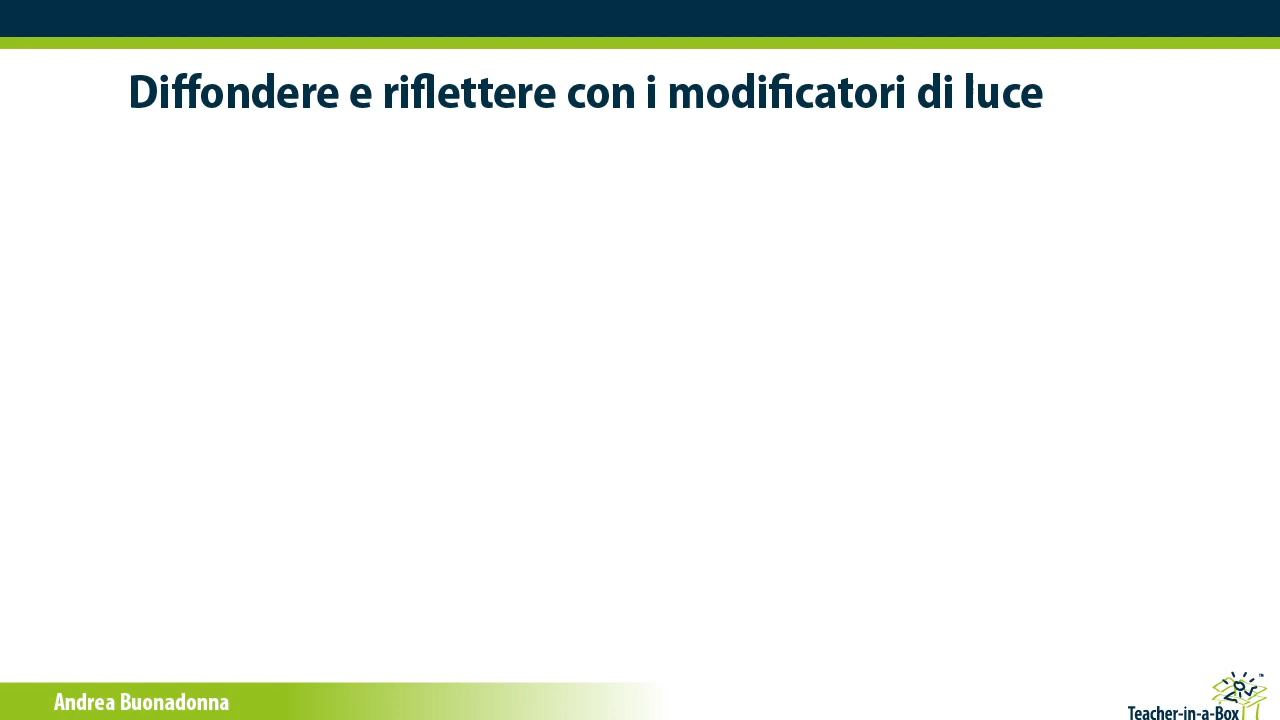 Diffondere e riflettere con i modificatori di luce
Andrea Buonadonna
Teacher-in-a-Box